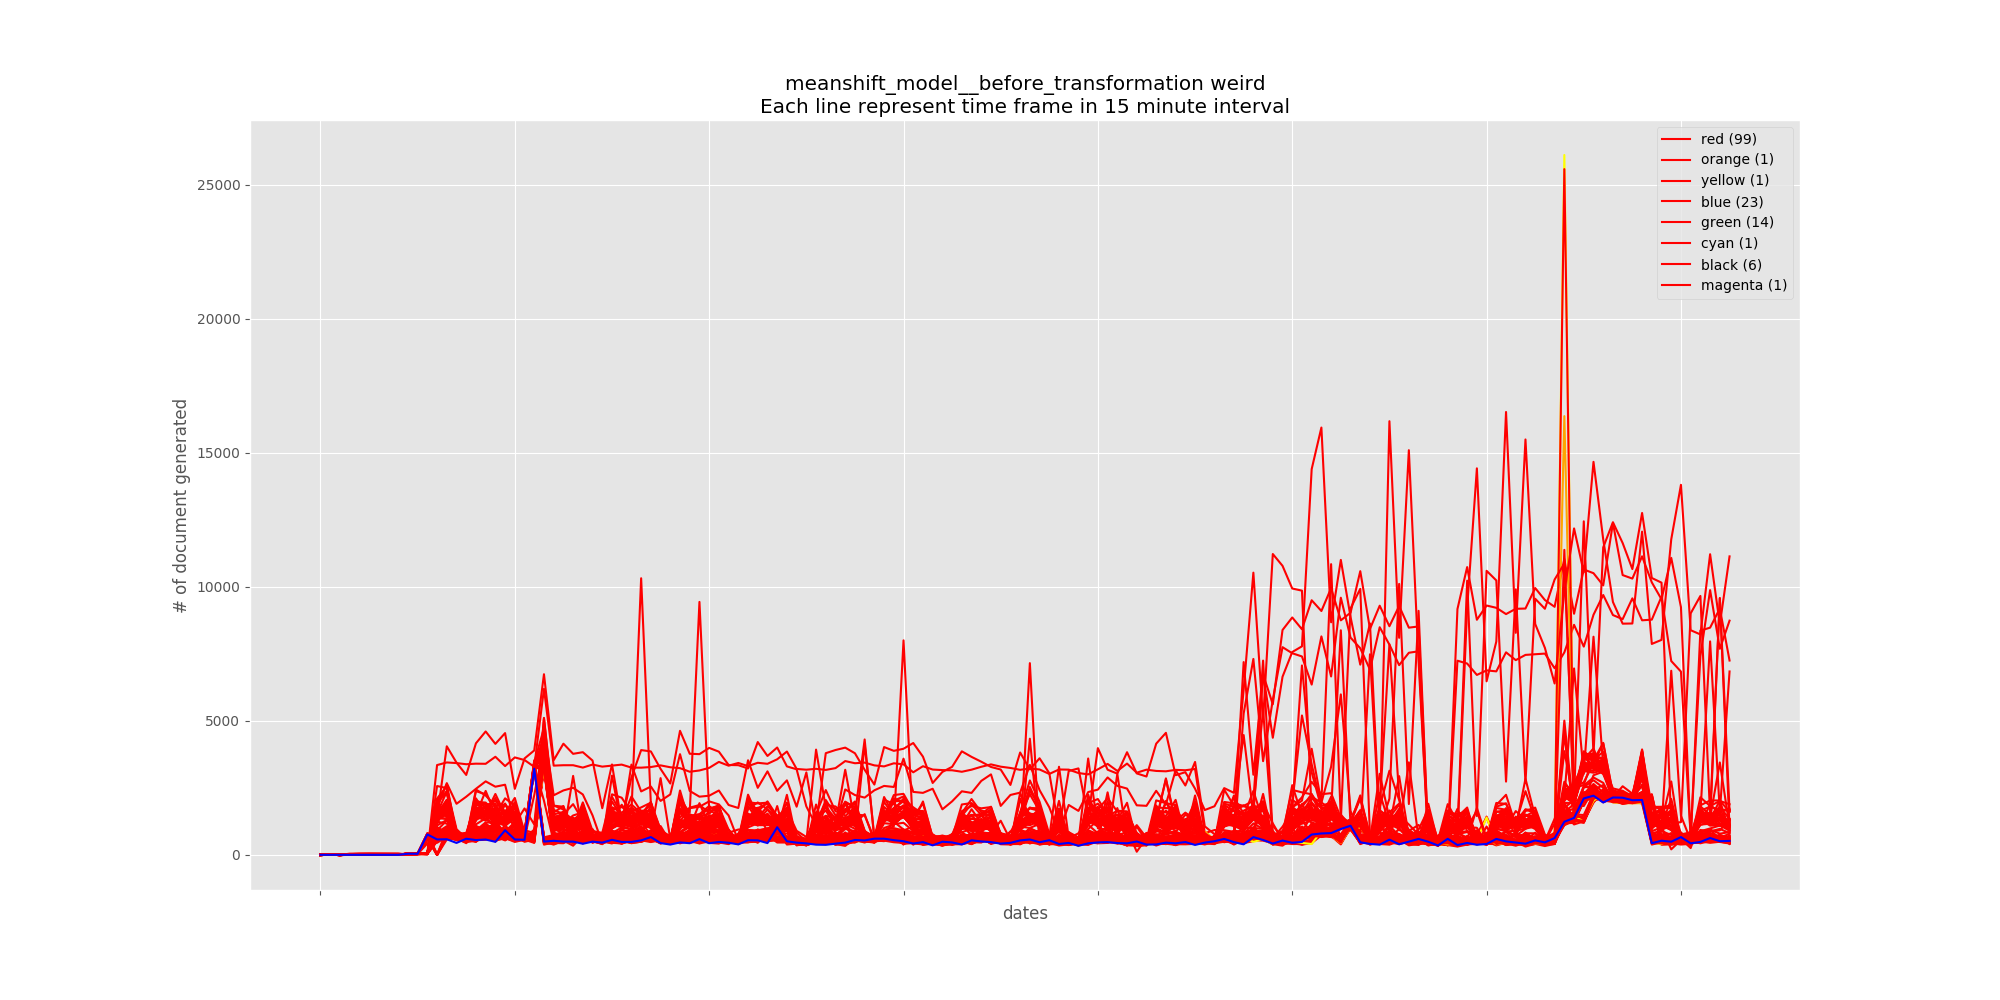 meanshift_model__before_transformation weird
Each line represent time frame in 15 minute interval
red (99)
orange (1)
yellow (1)
blue (23)
green (14)
cyan (1)
black (6)
magenta (1)
25000
20000
15000
10000
5000
0
# of document generated
dates